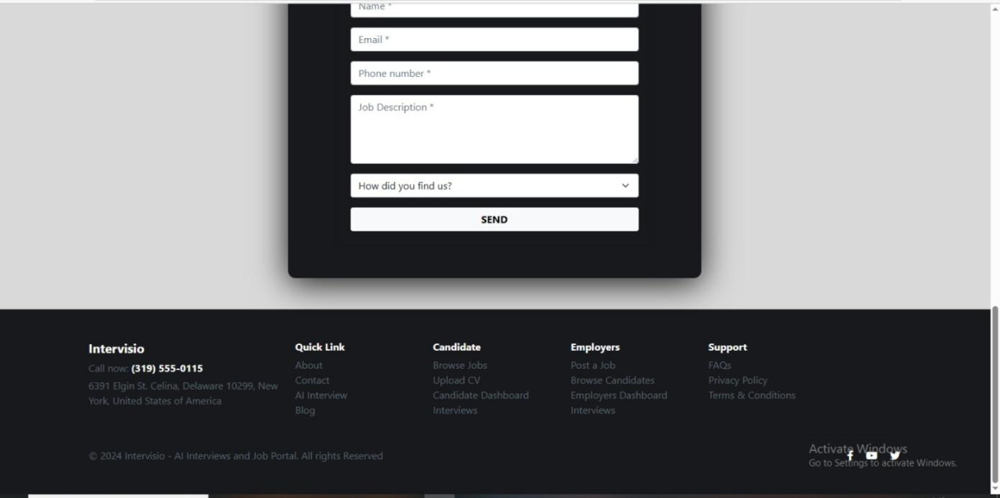 Name *
Email *
Phone number *
Job Description *
How did you find us?
SEND
Intervisio
Call now: (319) 555-0115
6391 Elgin St. Celina, Delaware 10299, New
York, United States of America
Quick Link
About
Contact
AI Interview
Blog
Candidate
Browse Jobs
Upload CV
Candidate Dashboard
Interviews
Employers
Post a Job
Browse Candidates
Employers Dashboard
Interviews
Support
FAQs
Privacy Policy
Terms & Conditions
© 2024 Intervisio - AI Interviews and Job Portal. All rights Reserved
Activate Windows
Go to Settings to activate Windows.